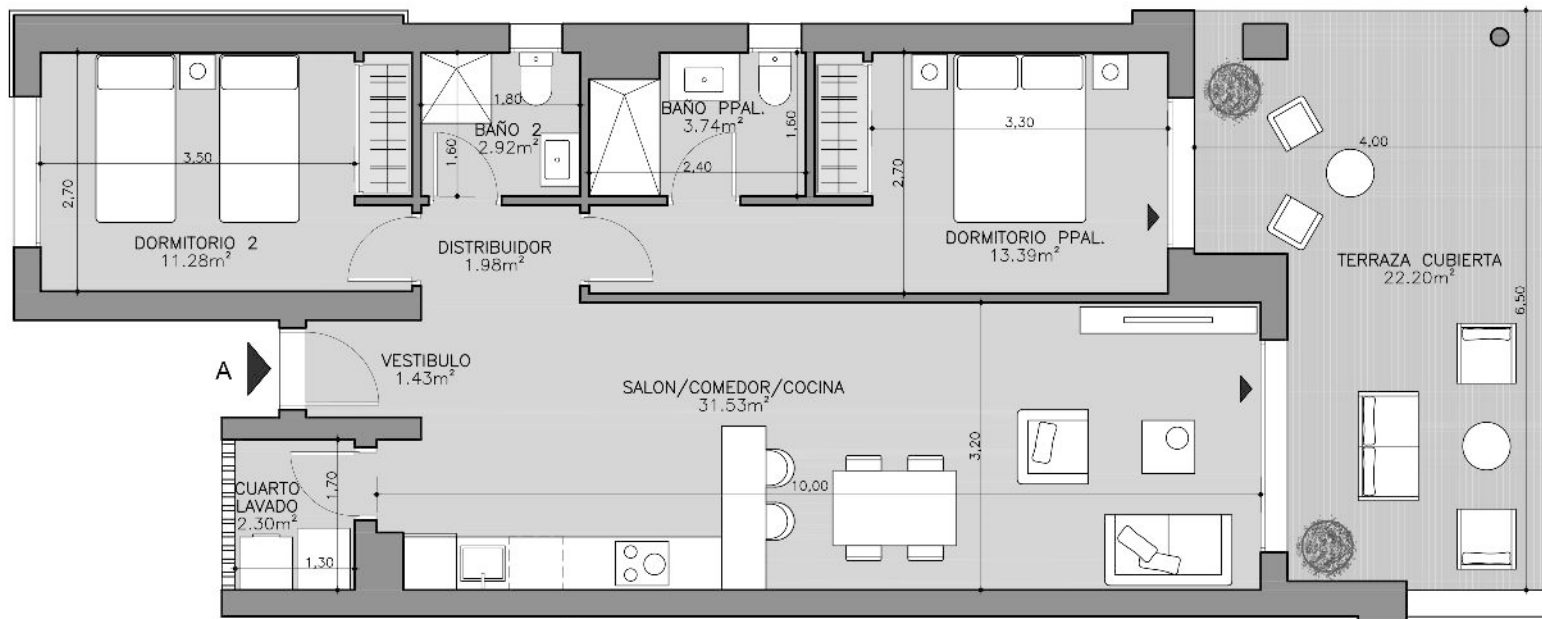 DORMITORIO 2
11.28m²
3,50
2,70
BAÑO 2
2.92m²
1,80
1,60
BAÑO PPAL.
3.74m²
2,40
1,60
DORMITORIO PPAL.
13.39m²
3,30
2,70
DISTRIBUIDOR
1.98m²
TERRAZA CUBIERTA
22.20m²
4,00
6,50
A
VESTIBULO
1.43m²
SALON/COMEDOR/COCINA
31.53m²
10,00
3,20
CUARTO
LAVADO
2.30m²
1,70
1,30